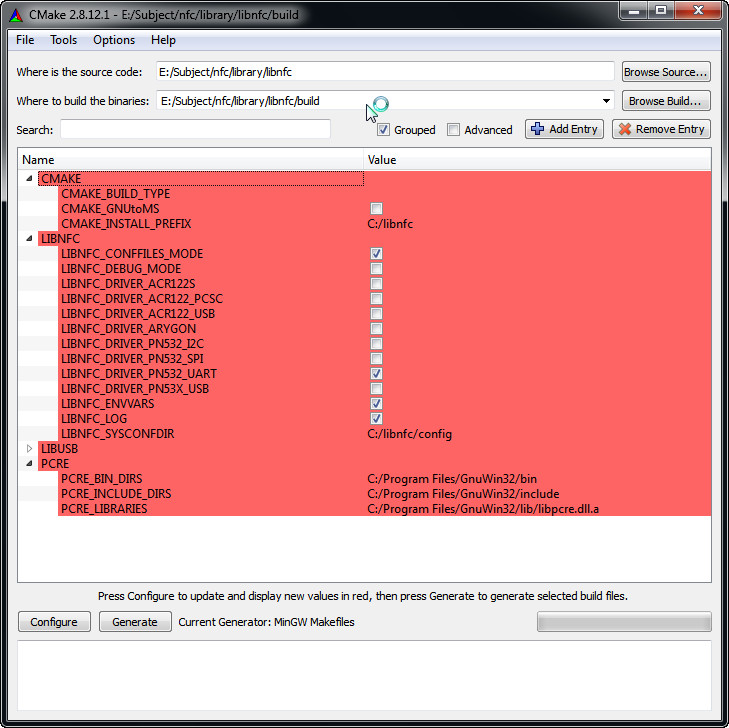 CMake 2.8.12.1 - E:/Subject/nfc/library/libnfc/build
File Tools Options Help
Where is the source code: E:/Subject/nfc/library/libnfc Browse Source...
Where to build the binaries: E:/Subject/nfc/library/libnfc/build Browse Build...
Search: Grouped Advanced Add Entry Remove Entry
Name Value
CMAKE
CMAKE_BUILD_TYPE
CMAKE_GNUtoMS
CMAKE_INSTALL_PREFIX C:/libnfc
LIBNFC
LIBNFC_CONFFILES_MODE
LIBNFC_DEBUG_MODE
LIBNFC_DRIVER_ACR122S
LIBNFC_DRIVER_ACR122_PCSC
LIBNFC_DRIVER_ACR122_USB
LIBNFC_DRIVER_ARYGON
LIBNFC_DRIVER_PN532_I2C
LIBNFC_DRIVER_PN532_SPI
LIBNFC_DRIVER_PN532_UART
LIBNFC_DRIVER_PN53X_USB
LIBNFC_ENVVARS
LIBNFC_LOG
LIBNFC_SYSCONFDIR C:/libnfc/config
LIBUSB
PCRE
PCRE_BIN_DIRS C:/Program Files/GnuWin32/bin
PCRE_INCLUDE_DIRS C:/Program Files/GnuWin32/include
PCRE_LIBRARIES C:/Program Files/GnuWin32/lib/libpcre.dll.a
Press Configure to update and display new values in red, then press Generate to generate selected build files.
Configure Generate Current Generator: MinGW Makefiles